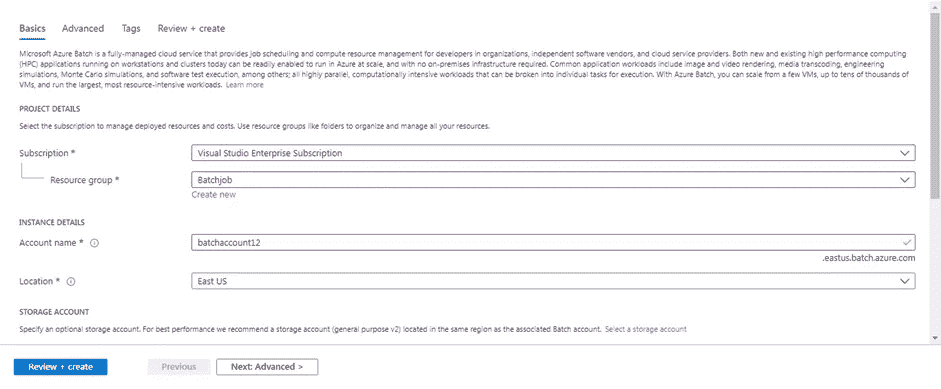 Basics Advanced Tags Review + create
Microsoft Azure Batch is a fully-managed cloud service that provides job scheduling and compute resource management for developers in organizations, independent software vendors, and cloud service providers. Both new and existing high performance computing
(HPC) applications running on workstations and clusters today can be readily enabled to run in Azure at scale, and with no on-premises infrastructure required. Common application workloads include image and video rendering, media transcoding, engineering
simulations, Monte Carlo simulations, and software test execution, among others; all highly parallel, computationally intensive workloads that can be broken into individual tasks for execution. With Azure Batch, you can scale from a few VMs, up to tens of thousands of
VMs, and run the largest, most resource-intensive workloads. Learn more
PROJECT DETAILS
Select the subscription to manage deployed resources and costs. Use resource groups like folders to organize and manage all your resources.
Subscription * Visual Studio Enterprise Subscription
Resource group * Batchjob
Create new
INSTANCE DETAILS
Account name * batchaccount12
.eastus.batch.azure.com
Location * East US
STORAGE ACCOUNT
Specify an optional storage account. For best performance we recommend a storage account (general purpose v2) located in the same region as the associated Batch account. Select a storage account
Review + create Previous Next: Advanced >